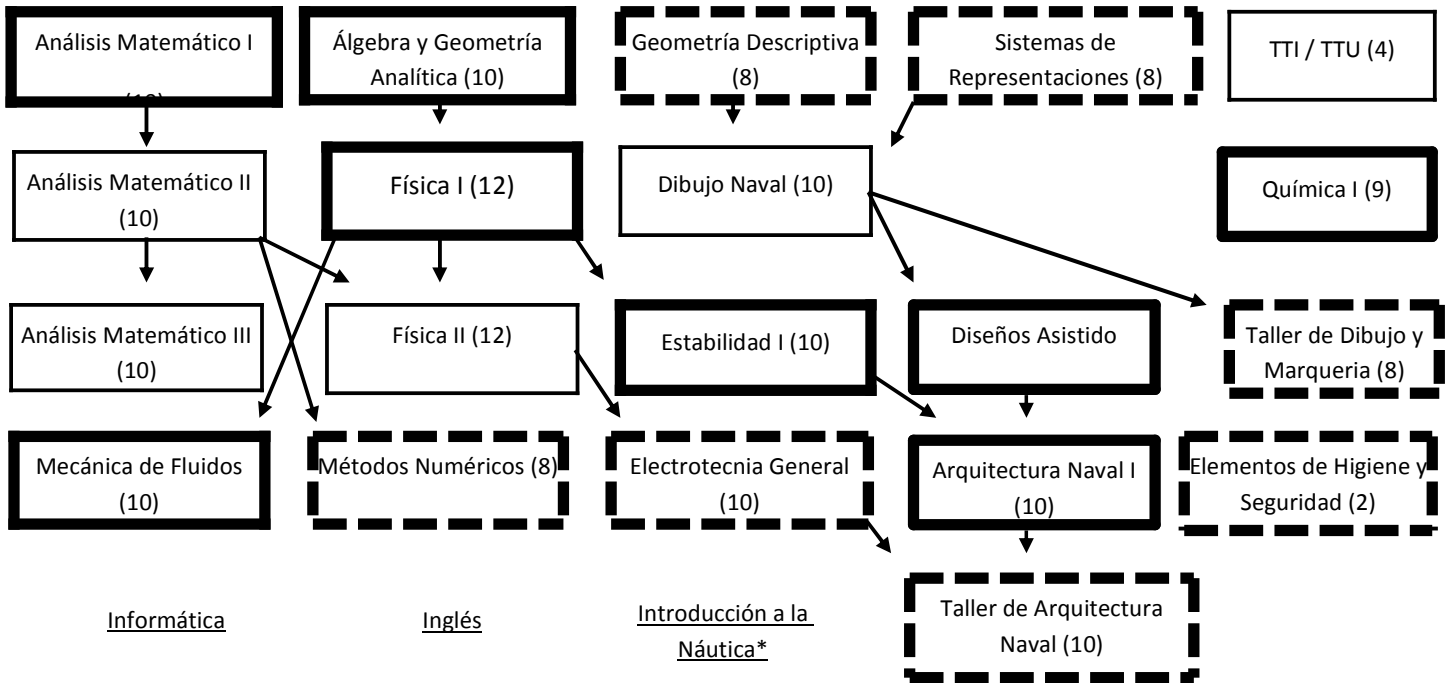 Análisis Matemático I
Álgebra y Geometría
Analítica (10)
Geometría Descriptiva
(8)
Sistemas de
Representaciones (8)
TTI / TTU (4)
Análisis Matemático II
(10)
Física I (12)
Dibujo Naval (10)
Química I (9)
Análisis Matemático III
(10)
Física II (12)
Estabilidad I (10)
Diseños Asistido
Taller de Dibujo y
Marqueria (8)
Mecánica de Fluidos
(10)
Métodos Numéricos (8)
Electrotecnia General
(10)
Arquitectura Naval I
(10)
Elementos de Higiene y
Seguridad (2)
Informática
Inglés
Introducción a la
Náutica*
Taller de Arquitectura
Naval (10)